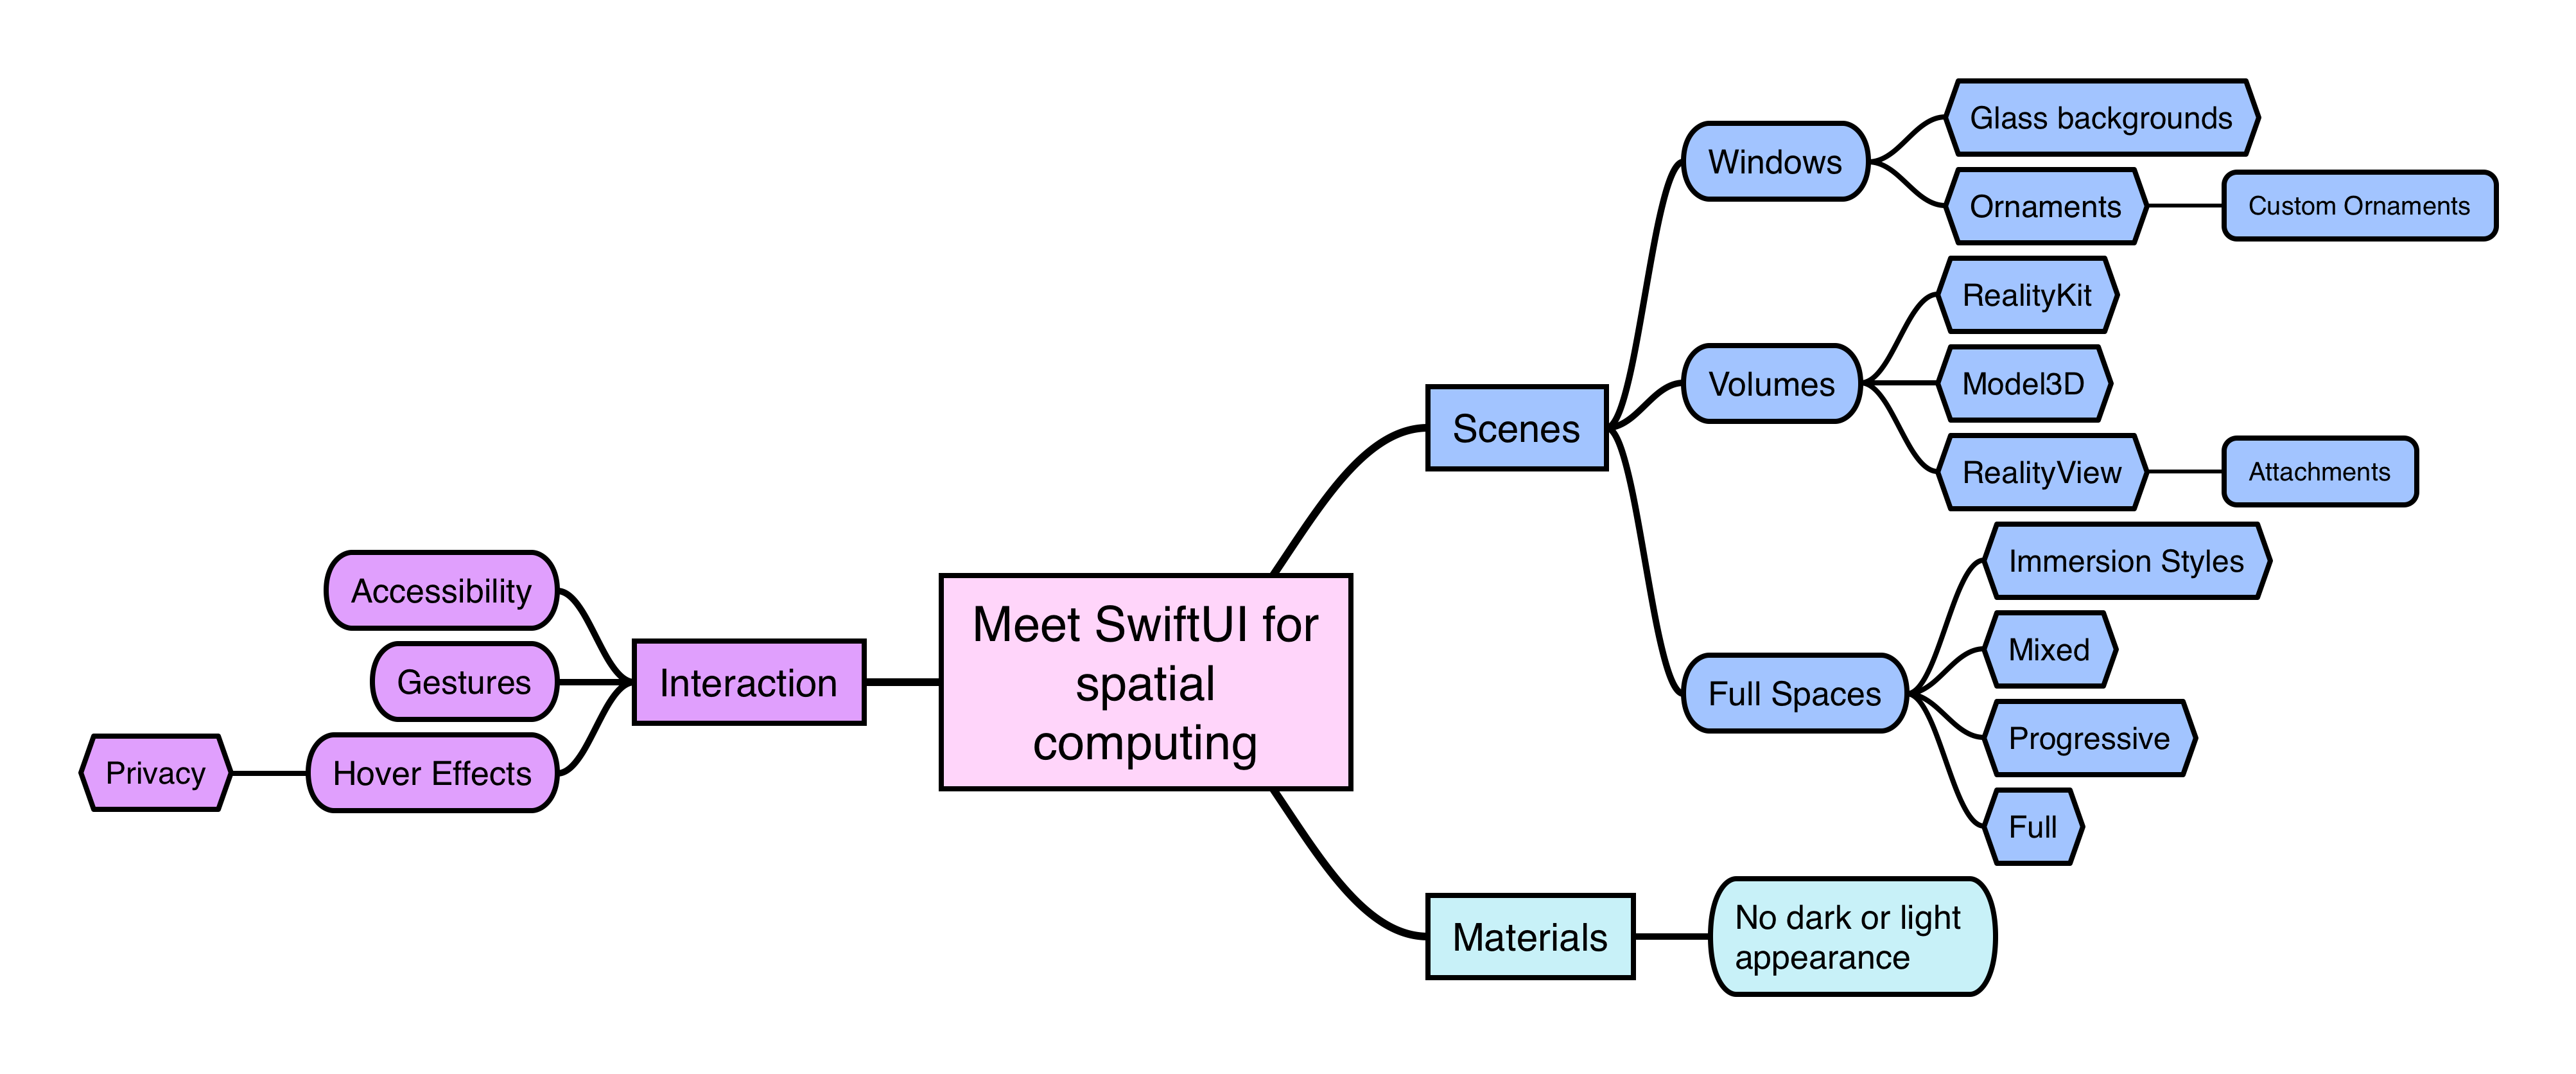 Meet SwiftUI for
spatial
computing
Scenes
Windows
Glass backgrounds
Ornaments
Custom Ornaments
Volumes
RealityKit
Model3D
RealityView
Attachments
Full Spaces
Immersion Styles
Mixed
Progressive
Full
Materials
No dark or light
appearance
Interaction
Accessibility
Gestures
Hover Effects
Privacy